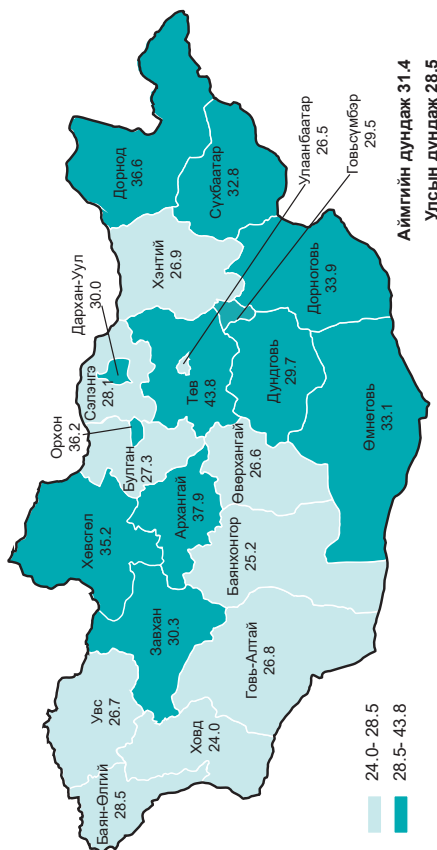 Баян-Өлгий
28.5
Увс
26.7
Ховд
24.0
Завхан
30.3
Говь-Алтай
26.8
Хөвсгөл
35.2
Архангай
37.9
Баянхонгор
25.2
Орхон
36.2
Булган
27.3
Өвөрхангай
26.6
Сэлэнгэ
28.1
Дархан-Уул
30.0
Төв
43.8
Дундговь
29.7
Өмнөговь
33.1
Хэнтий
26.9
Дорнод
36.6
Сүхбаатар
32.8
Дорноговь
33.9
Улаанбаатар
26.5
Говьсүмбэр
29.5
24.0- 28.5
28.5- 43.8
Аймгийн дундаж 31.4
Улсын дундаж 28.5